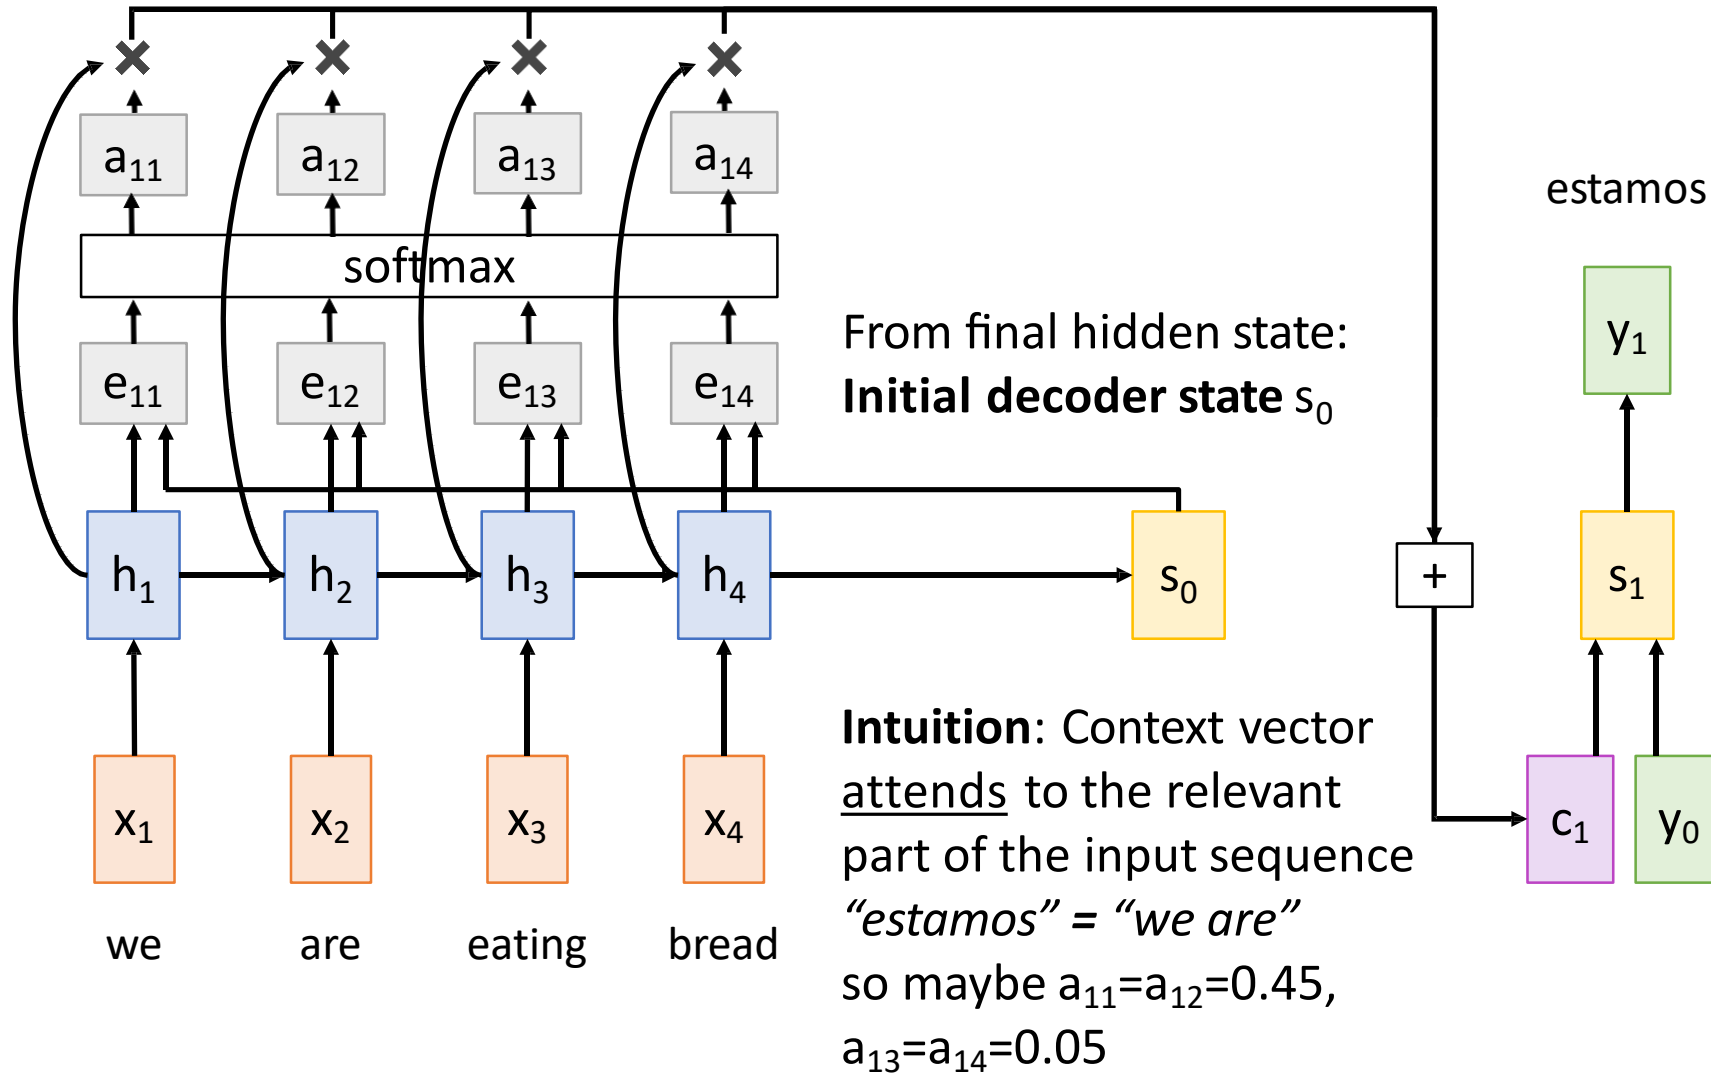 a₁₁ a₁₂ a₁₃ a₁₄
estamos
softmax
y₁
From final hidden state:
Initial decoder state s₀
e₁₁ e₁₂ e₁₃ e₁₄
h₁ h₂ h₃ h₄ s₀ + s₁
Intuition: Context vector
attends to the relevant
part of the input sequence
“estamos” = “we are”
so maybe a₁₁=a₁₂=0.45,
a₁₃=a₁₄=0.05
x₁ x₂ x₃ x₄
c₁ y₀
we are eating bread